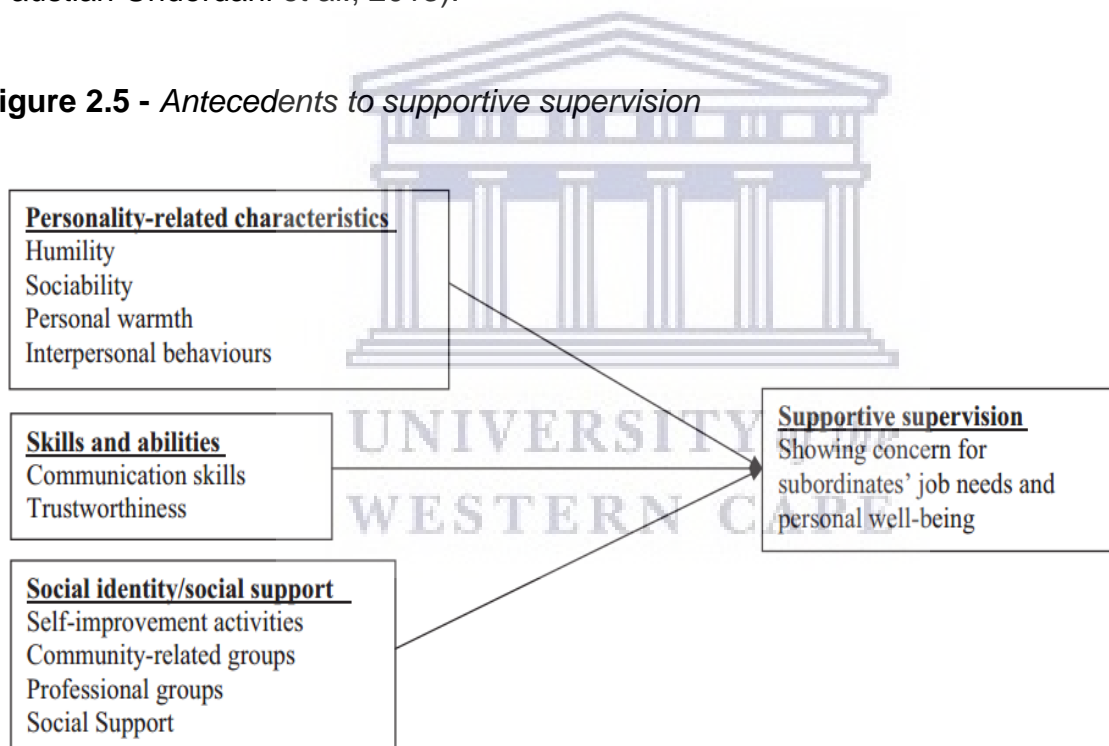 2018).
igure 2.5 - Antecedents to supportive supervision
Personality-related characteristics
Humility
Sociability
Personal warmth
Interpersonal behaviours
Skills and abilities
Communication skills
Trustworthiness
Social identity/social support
Self-improvement activities
Community-related groups
Professional groups
Social Support
Supportive supervision
Showing concern for
subordinates' job needs and
personal well-being
UNIVERSITY of the
WESTERN CAPE